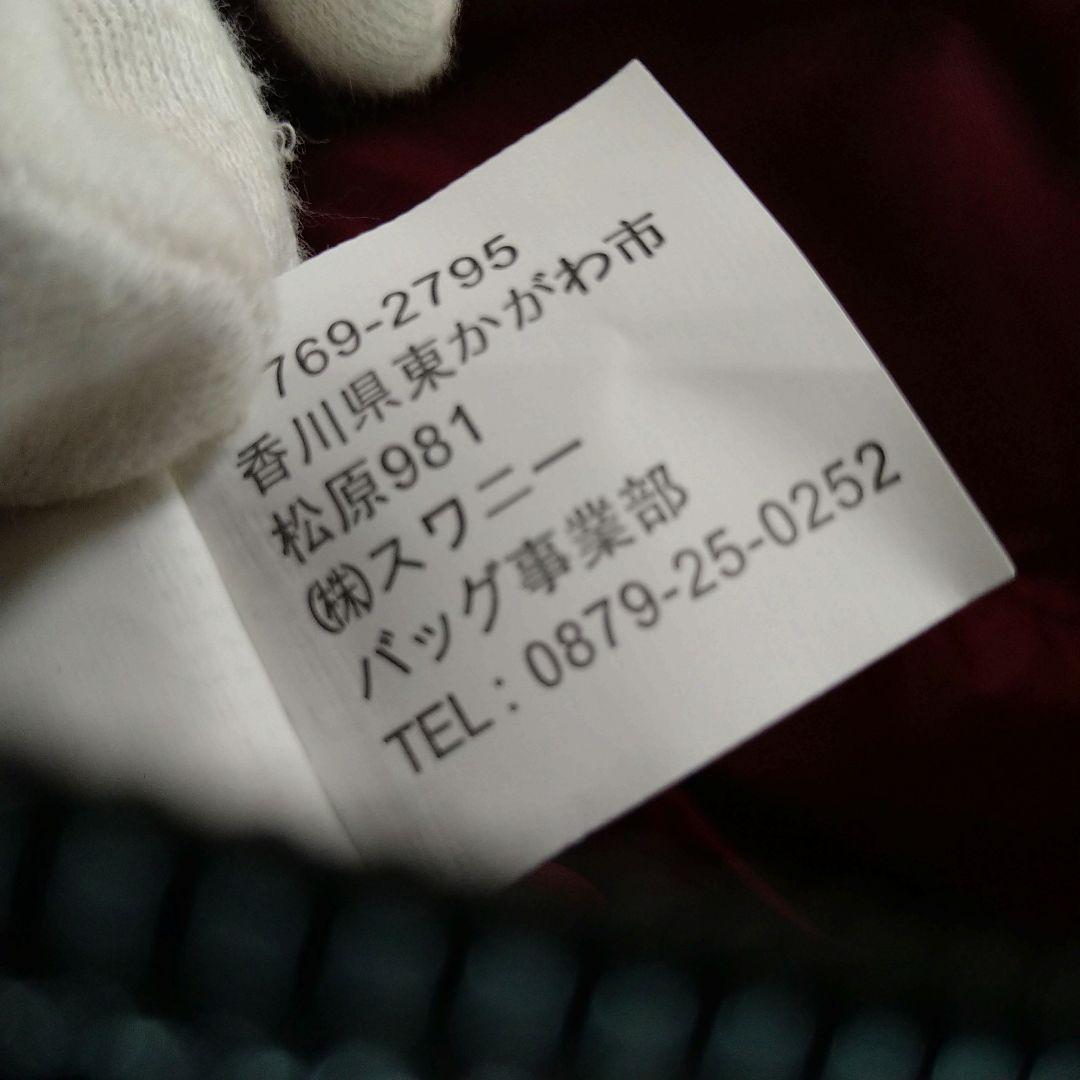 769-2795
香川県東かがわ市
松原981
㈱スワニー
バッグ事業部
TEL：0879-25-0252